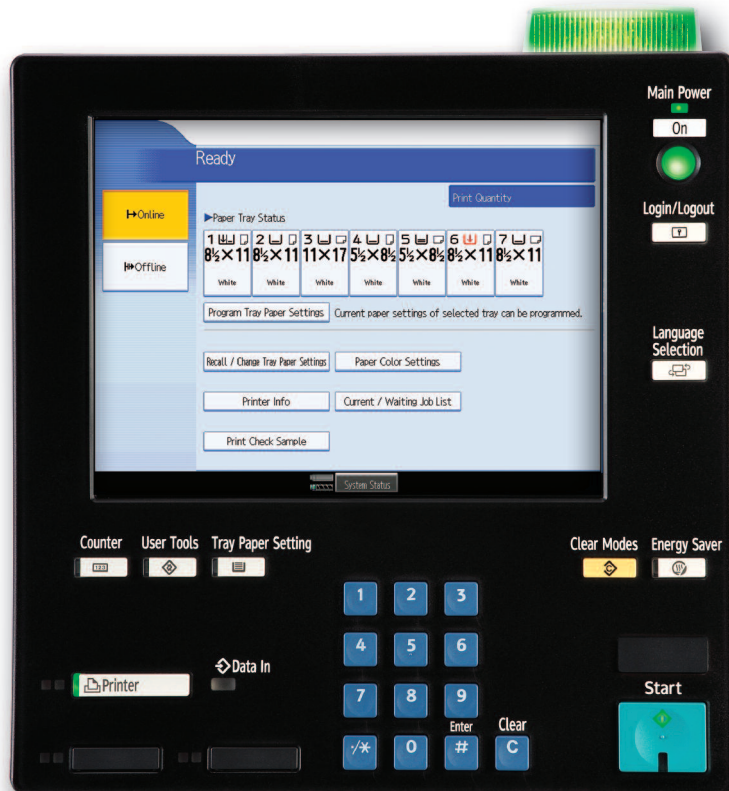 Main Power
On
Ready
Print Quantity
Online
Login/Logout
▶Paper Tray Status
1 2 3 4 5 6 7
8½×11 8½×11 11×17 5½×8½ 5½×8½ 8½×11 8½×11
White White White White White White White
Offline
Program Tray Paper Settings Current paper settings of selected tray can be programmed.
Language
Selection
Recall / Change Tray Paper Settings Paper Color Settings
Printer Info Current / Waiting Job List
Print Check Sample
System Status
Counter User Tools Tray Paper Setting Clear Modes Energy Saver
123
1 2 3
4 5 6
Data In
Printer
7 8 9
Start
Enter Clear
·/* 0 # C